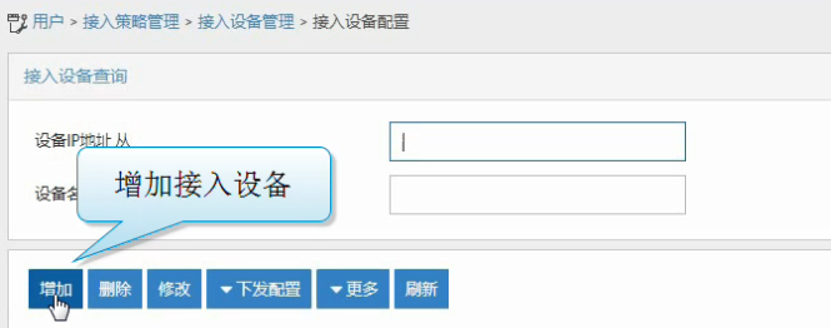 用户 > 接入策略管理 > 接入设备管理 > 接入设备配置
接入设备查询
设备IP地址 从
设备名
增加接入设备
增加 删除 修改 下发配置 更多 刷新